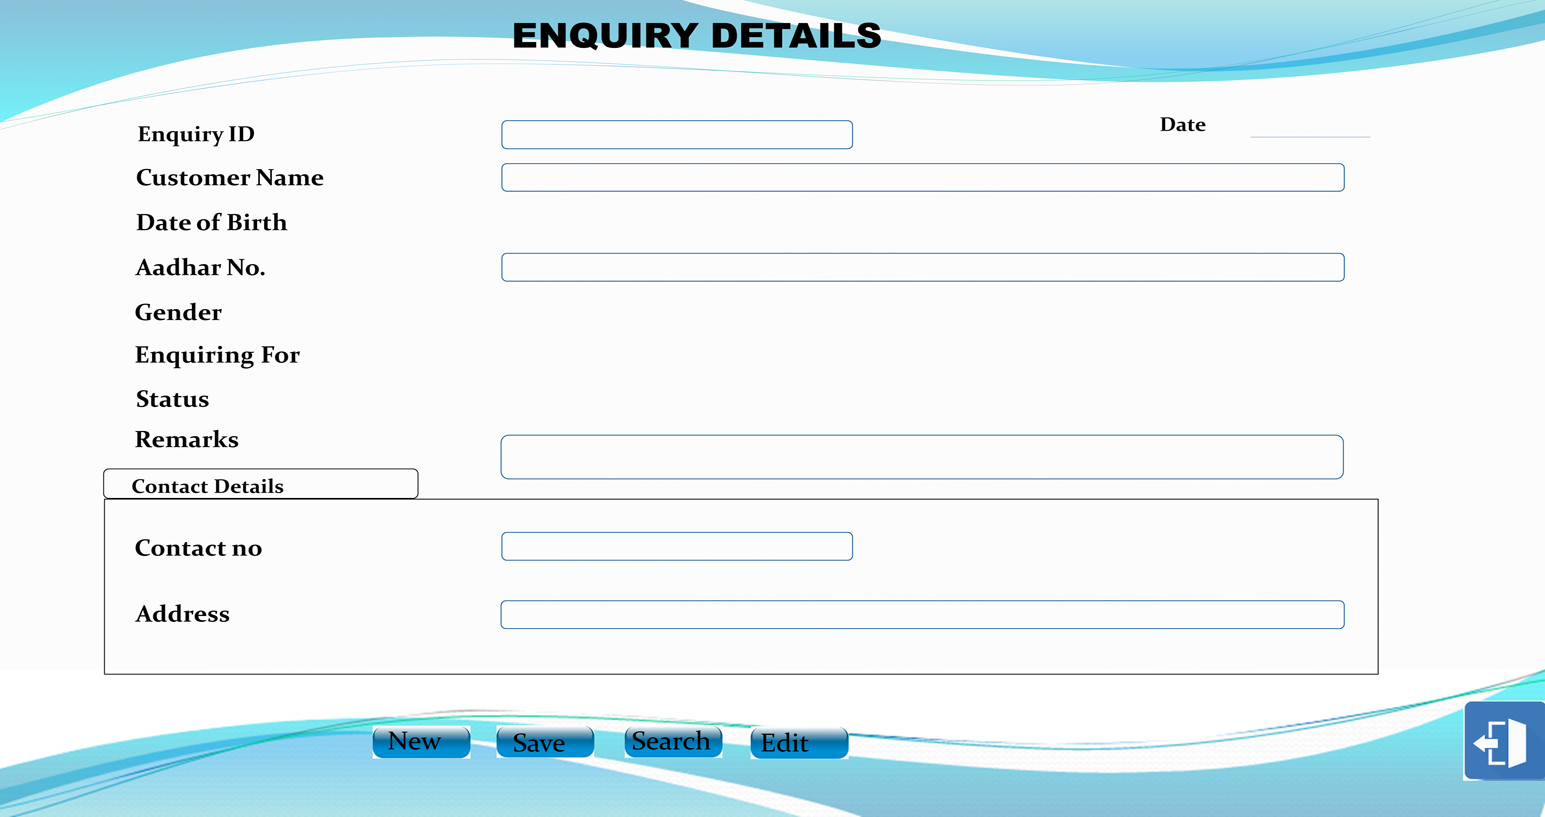 ENQUIRY DETAILS
Enquiry ID
Date
Customer Name
Date of Birth
Aadhar No.
Gender
Enquiring For
Status
Remarks
Contact Details
Contact no
Address
New
Save
Search
Edit